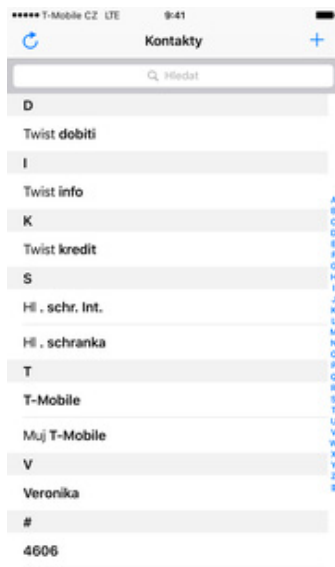 T-Mobile CZ LTE 9:41
Kontakty
Hledat
D
Twist dobiti
I
Twist info
K
Twist kredit
S
Hl . schr. Int.
Hl . schranka
T
T-Mobile
Muj T-Mobile
V
Veronika
#
4606